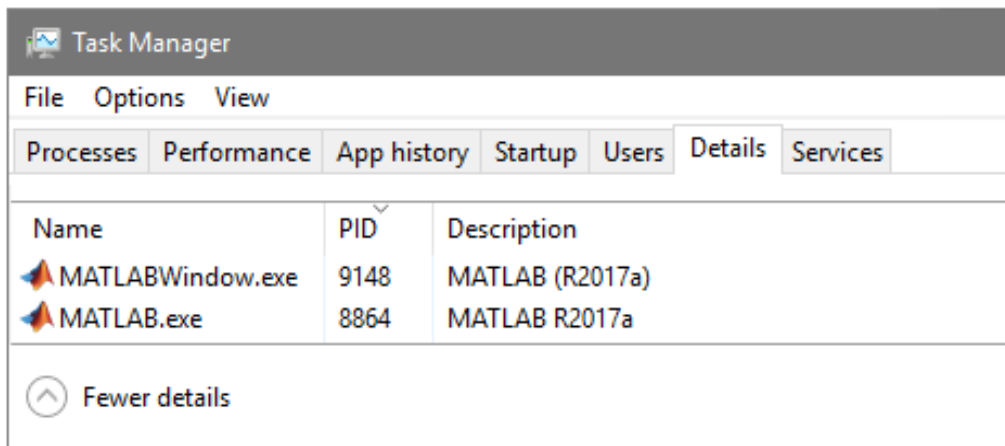 Task Manager
File Options View
Processes Performance App history Startup Users Details Services
Name PID Description
MATLABWindow.exe 9148 MATLAB (R2017a)
MATLAB.exe 8864 MATLAB R2017a
Fewer details